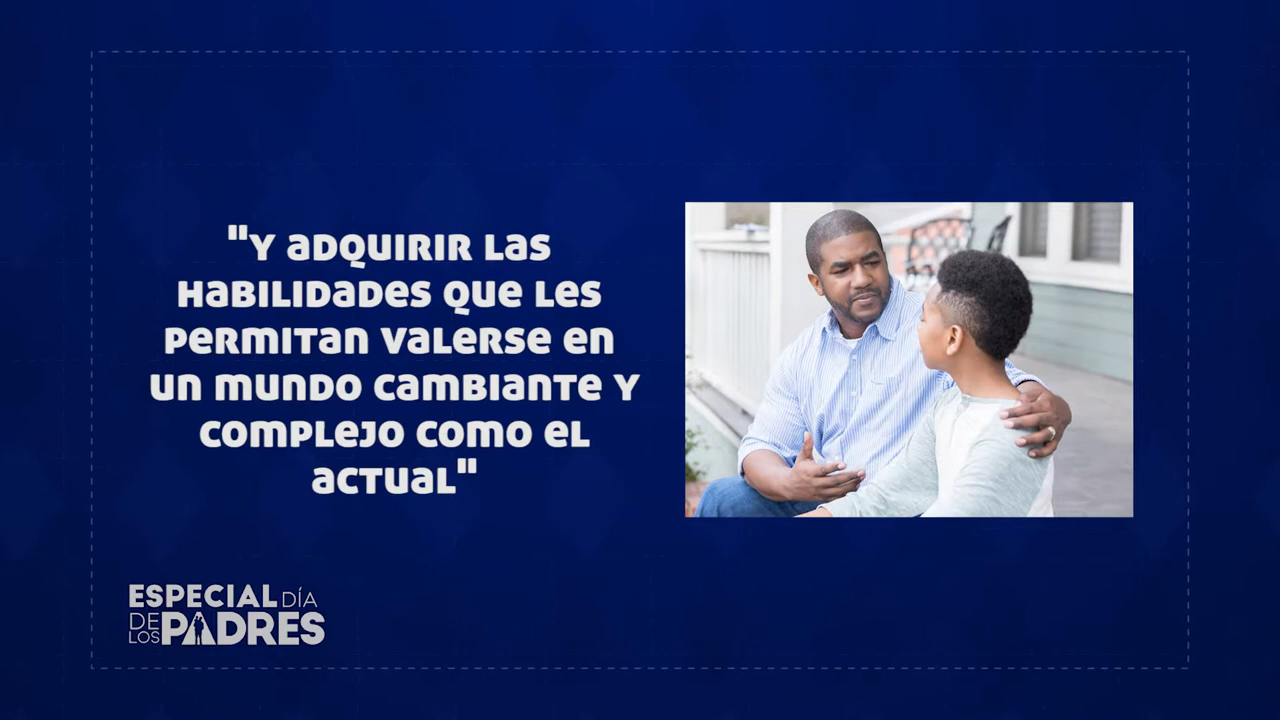 "Y ADQUIRIR LAS
HABILIDADES QUE LES
PERMITAN VALERSE EN
UN MUNDO CAMBIANTE Y
COMPLEJO COMO EL
ACTUAL"
ESPECIAL DÍA
DE LOS PADRES